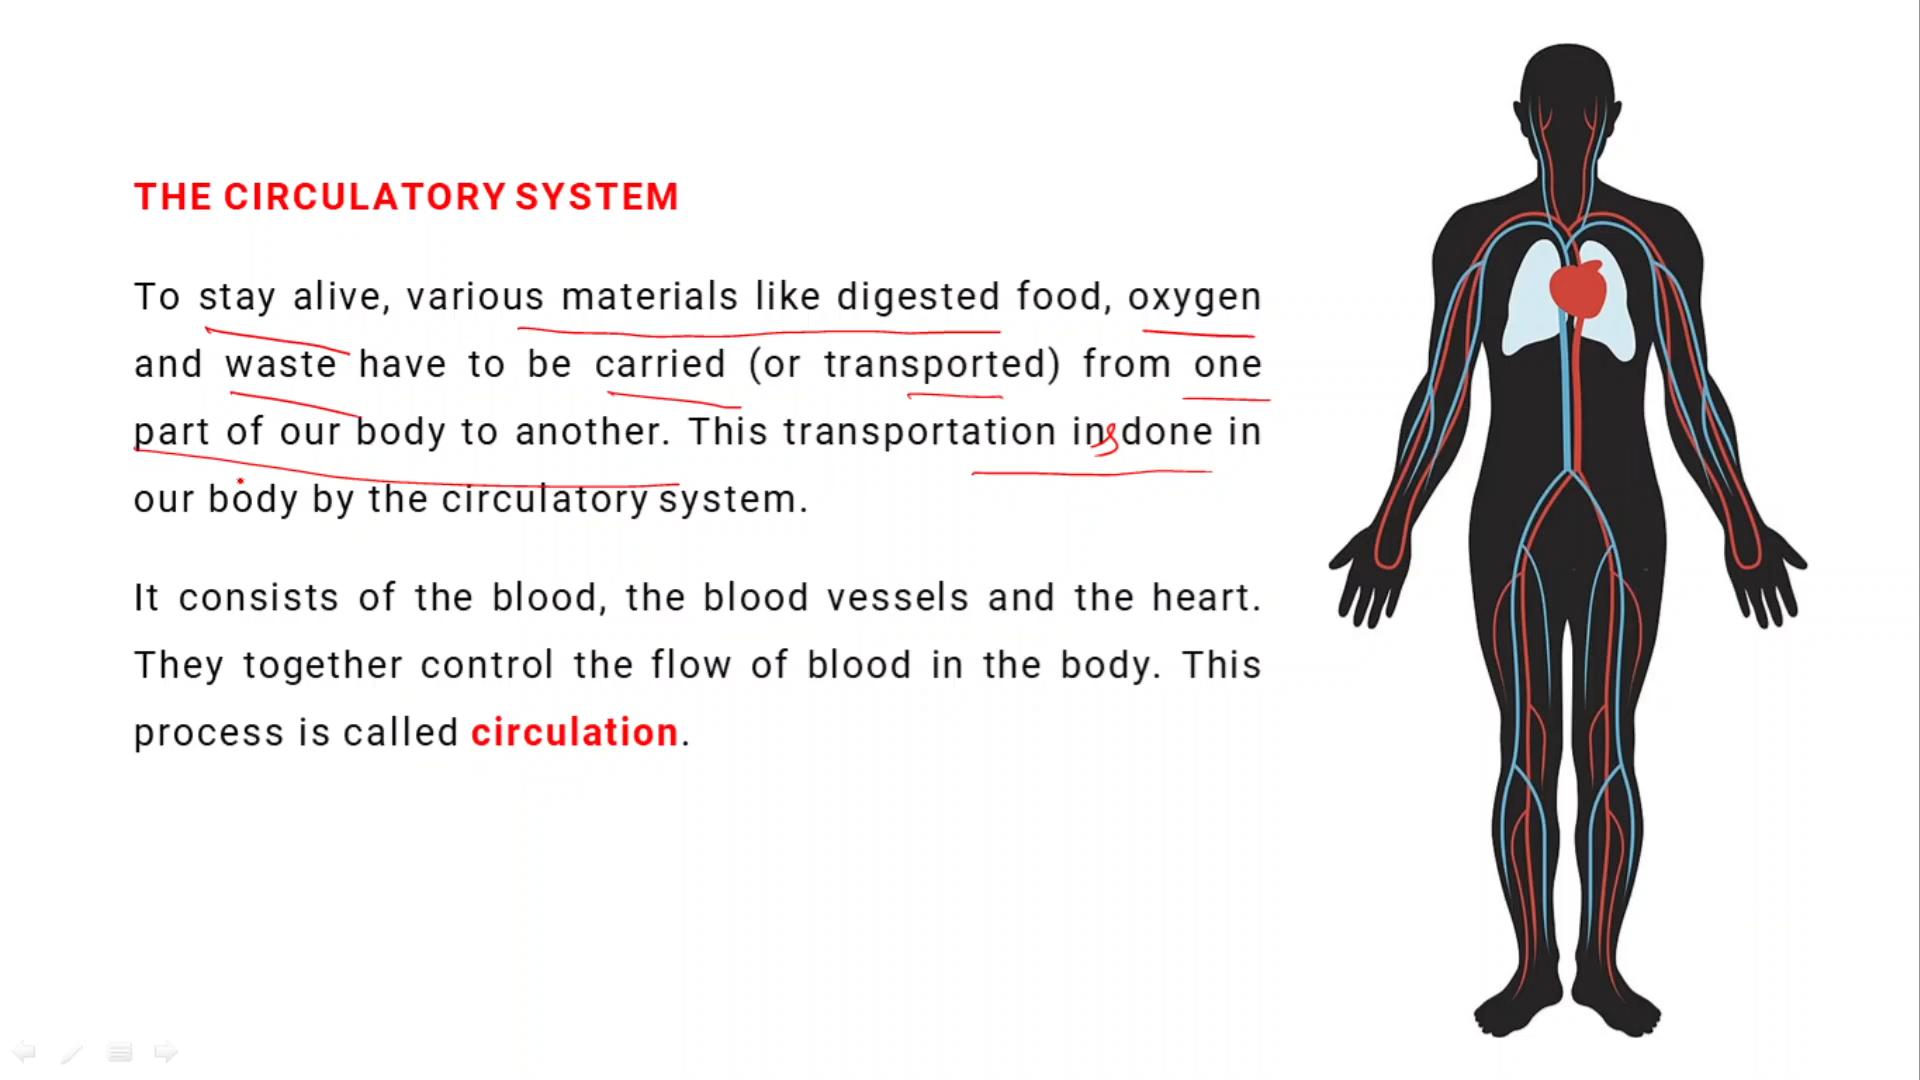 THE CIRCULATORY SYSTEM
To stay alive, various materials like digested food, oxygen
and waste have to be carried (or transported) from one
part of our body to another. This transportation in s done in
our body by the circulatory system.
It consists of the blood, the blood vessels and the heart.
They together control the flow of blood in the body. This
process is called circulation.